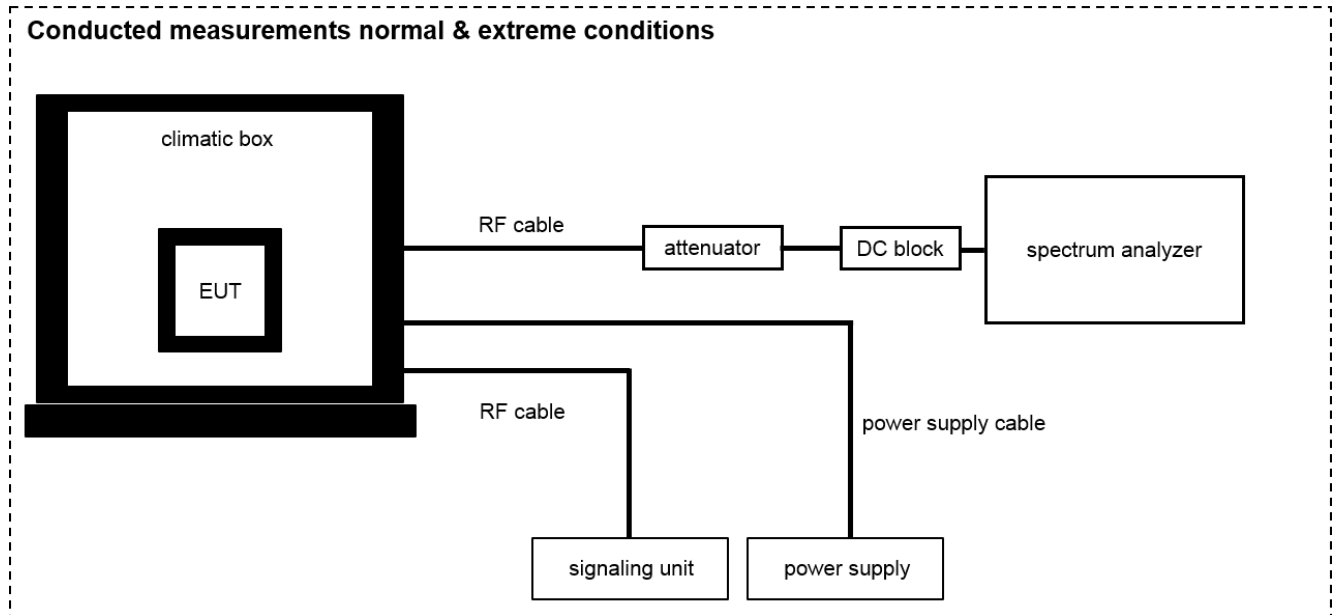 Conducted measurements normal & extreme conditions
climatic box
RF cable
attenuator
DC block
spectrum analyzer
EUT
RF cable
power supply cable
signaling unit
power supply